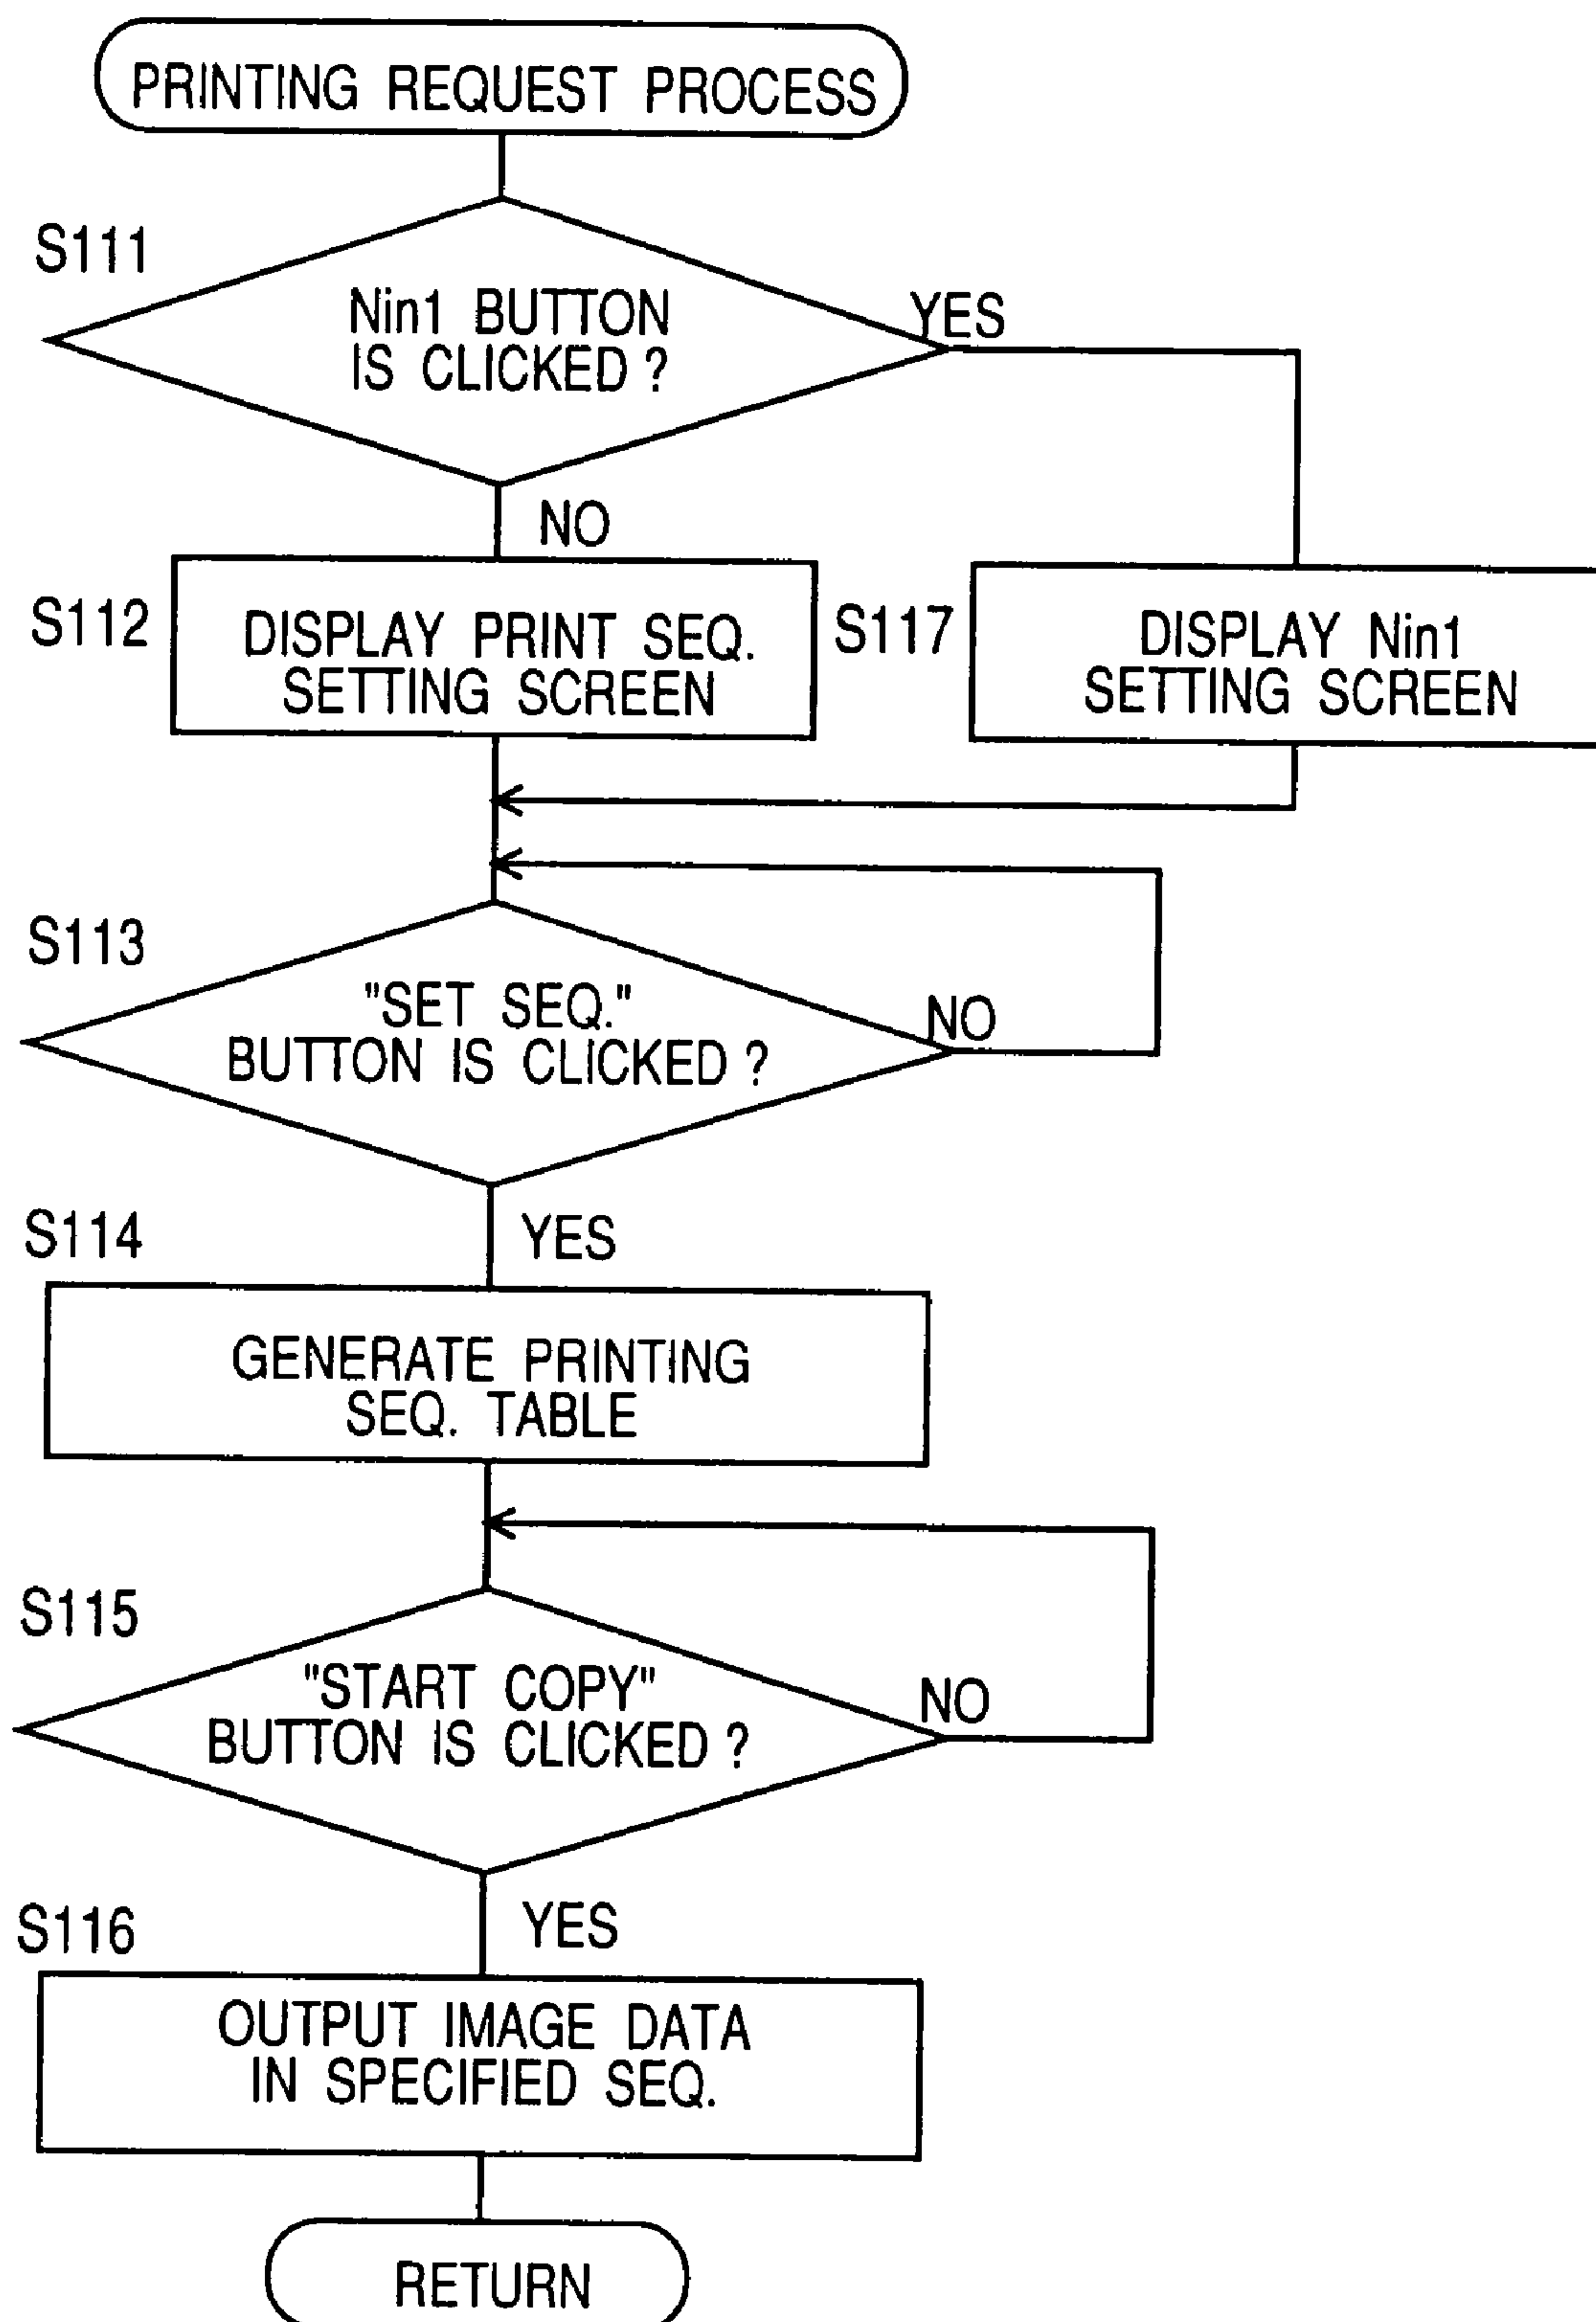 PRINTING REQUEST PROCESS
S111
Nin1 BUTTON
IS CLICKED ?
YES
NO
S112
DISPLAY PRINT SEQ.
SETTING SCREEN
S117
DISPLAY Nin1
SETTING SCREEN
S113
"SET SEQ."
BUTTON IS CLICKED ?
NO
YES
S114
GENERATE PRINTING
SEQ. TABLE
S115
"START COPY"
BUTTON IS CLICKED ?
NO
YES
S116
OUTPUT IMAGE DATA
IN SPECIFIED SEQ.
RETURN